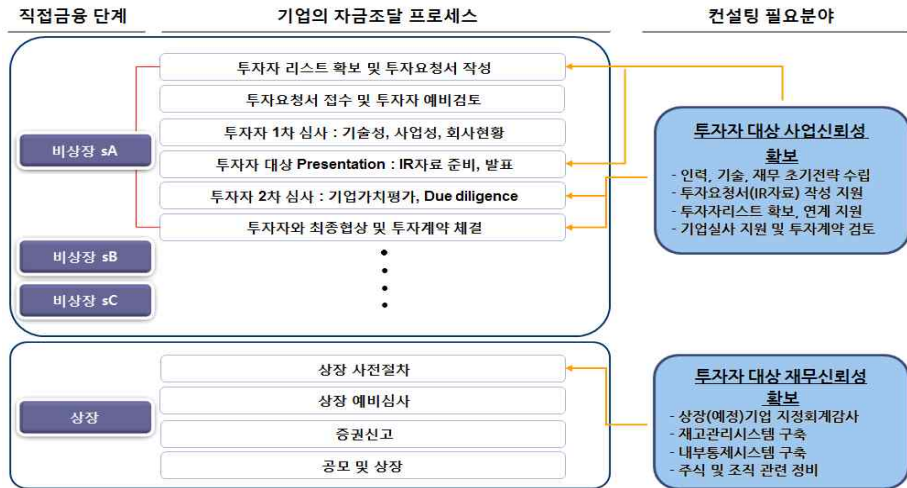 직접금융 단계
기업의 자금조달 프로세스
컨설팅 필요분야
비상장 sA
비상장 sB
비상장 sC
투자자 리스트 확보 및 투자요청서 작성
투자요청서 접수 및 투자자 예비검토
투자자 1차 심사 : 기술성, 사업성, 회사현황
투자자 대상 Presentation : IR자료 준비, 발표
투자자 2차 심사 : 기업가치평가, Due diligence
투자자와 최종협상 및 투자계약 체결
투자자 대상 사업신뢰성
확보
- 인력, 기술, 재무 초기전략 수립
- 투자요청서(IR자료) 작성 지원
- 투자자리스트 확보, 연계 지원
- 기업실사 지원 및 투자계약 검토
상장
상장 사전절차
상장 예비심사
증권신고
공모 및 상장
투자자 대상 재무신뢰성
확보
- 상장(예정)기업 지정회계감사
- 재고관리시스템 구축
- 내부통제시스템 구축
- 주식 및 조직 관련 정비